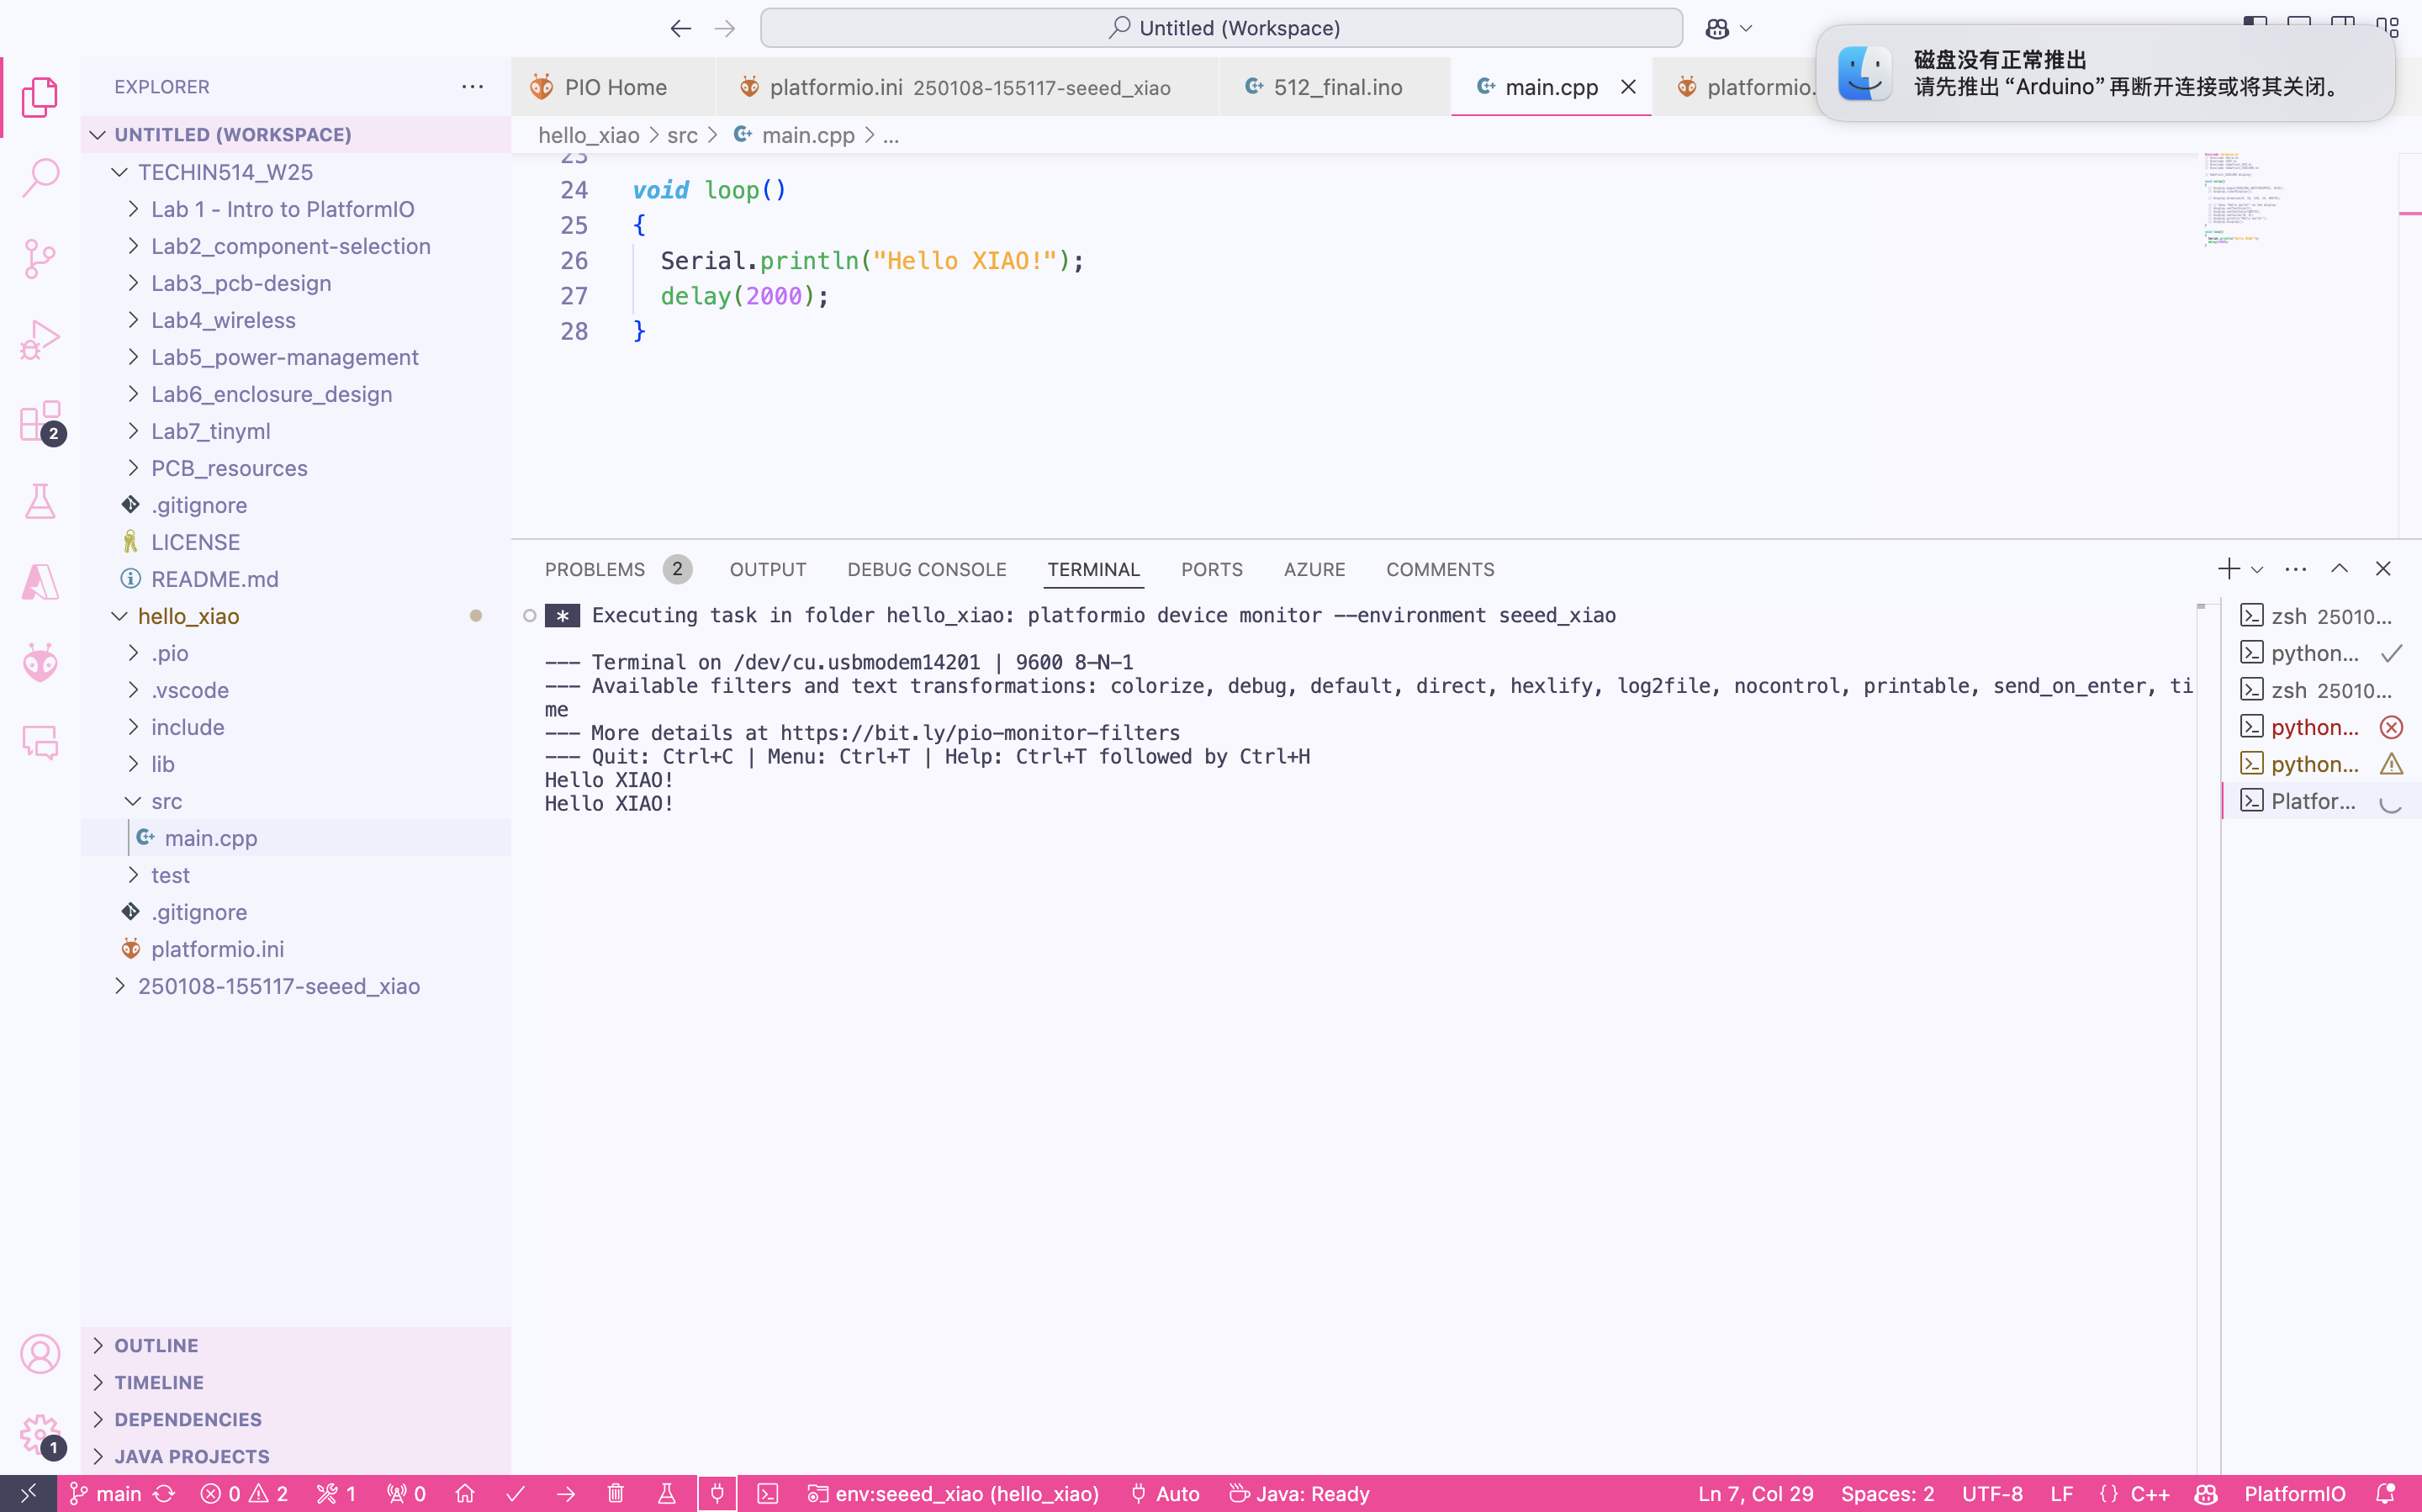 Untitled (Workspace)
磁盘没有正常推出
请先推出 “Arduino” 再断开连接或将其关闭。
EXPLORER
PIO Home
platformio.ini 250108-155117-seeed_xiao
512_final.ino
main.cpp
platformio.
UNTITLED (WORKSPACE)
hello_xiao > src > main.cpp > ...
TECHIN514_W25
Lab 1 - Intro to PlatformIO
Lab2_component-selection
Lab3_pcb-design
Lab4_wireless
Lab5_power-management
Lab6_enclosure_design
Lab7_tinyml
PCB_resources
.gitignore
LICENSE
README.md
hello_xiao
.pio
.vscode
include
lib
src
main.cpp
test
.gitignore
platformio.ini
250108-155117-seeed_xiao
OUTLINE
TIMELINE
DEPENDENCIES
JAVA PROJECTS
2
1
23
24 void loop()
25 {
26 Serial.println("Hello XIAO!");
27 delay(2000);
28 }
PROBLEMS 2 OUTPUT DEBUG CONSOLE TERMINAL PORTS AZURE COMMENTS
* Executing task in folder hello_xiao: platformio device monitor --environment seeed_xiao
--- Terminal on /dev/cu.usbmodem14201 | 9600 8-N-1
--- Available filters and text transformations: colorize, debug, default, direct, hexlify, log2file, nocontrol, printable, send_on_enter, ti
me
--- More details at https://bit.ly/pio-monitor-filters
--- Quit: Ctrl+C | Menu: Ctrl+T | Help: Ctrl+T followed by Ctrl+H
Hello XIAO!
Hello XIAO!
zsh 25010...
python...
zsh 25010...
python...
python...
Platfor...
main 0 2 1 0 env:seeed_xiao (hello_xiao) Auto Java: Ready Ln 7, Col 29 Spaces: 2 UTF-8 LF {} C++ PlatformIO